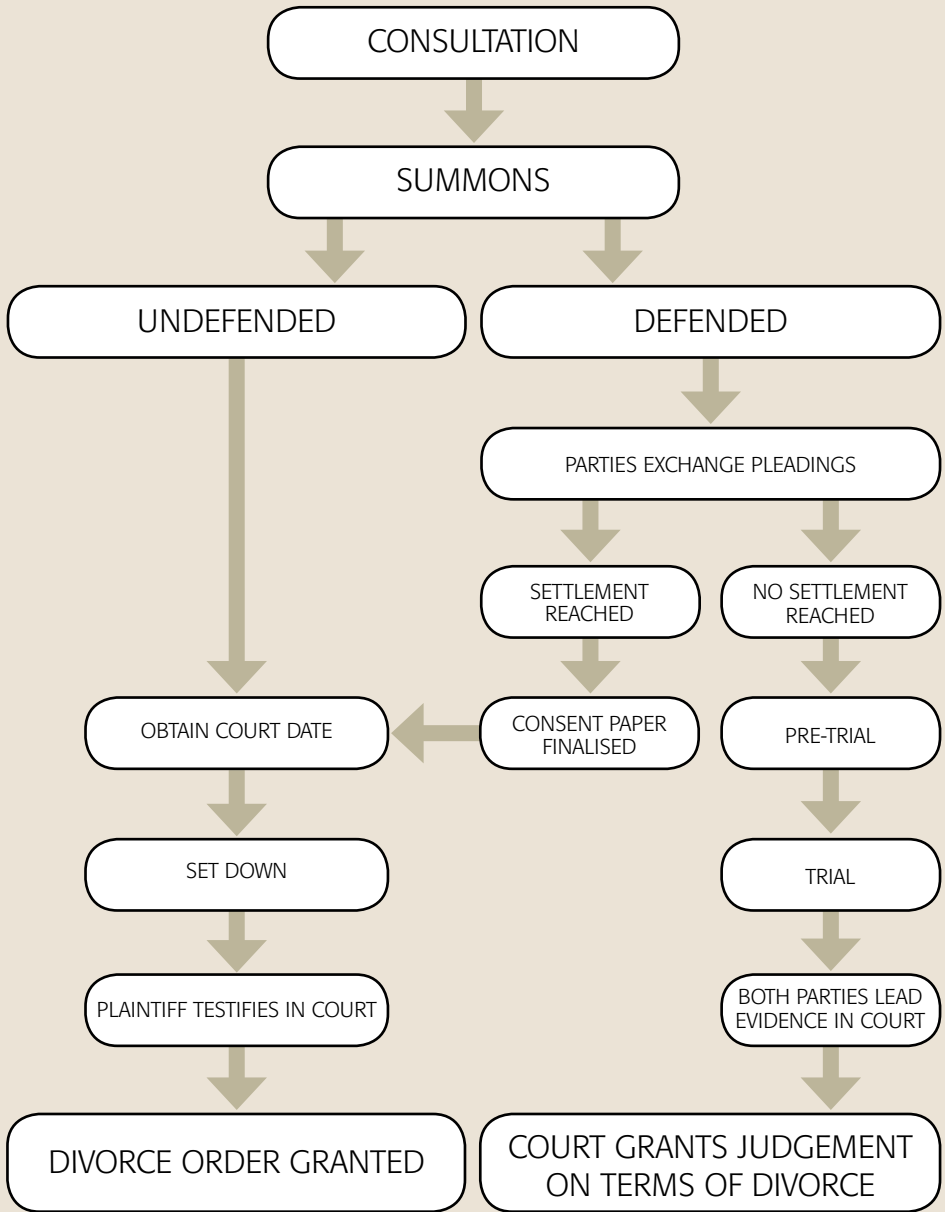 CONSULTATION
SUMMONS
UNDEFENDED
DEFENDED
PARTIES EXCHANGE PLEADINGS
SETTLEMENT
REACHED
NO SETTLEMENT
REACHED
OBTAIN COURT DATE
CONSENT PAPER
FINALISED
PRE-TRIAL
SET DOWN
TRIAL
PLAINTIFF TESTIFIES IN COURT
BOTH PARTIES LEAD
EVIDENCE IN COURT
DIVORCE ORDER GRANTED
COURT GRANTS JUDGEMENT
ON TERMS OF DIVORCE